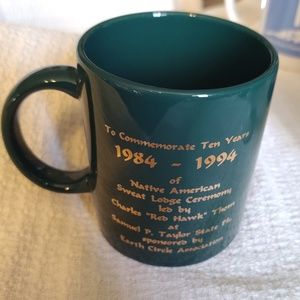 To Commemorate Ten Years
1984 - 1994
of
Native American
Sweat Lodge Ceremony
led by
Charles "Red Hawk" Thom
at
Samuel P. Taylor State Pk.
sponsored by
Earth Circle Association